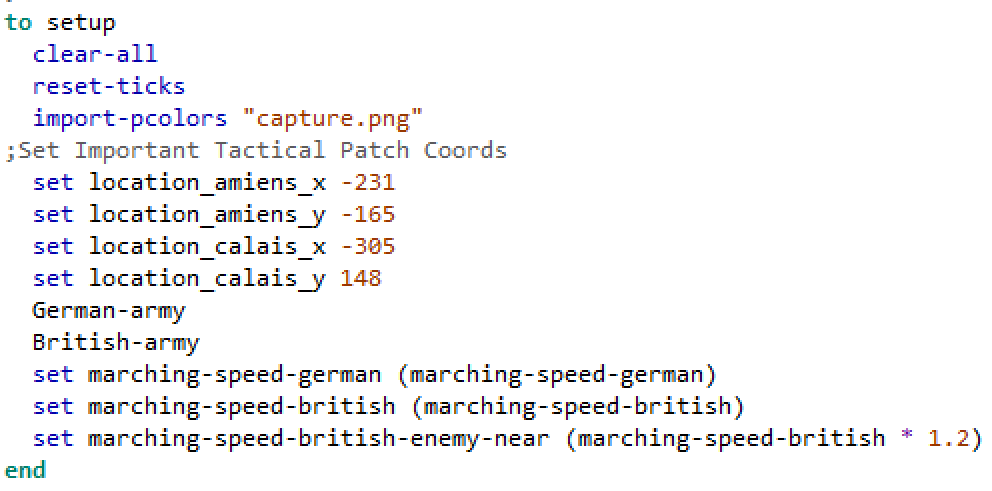 to setup
  clear-all
  reset-ticks
  import-pcolors "capture.png"
;Set Important Tactical Patch Coords
  set location_amiens_x -231
  set location_amiens_y -165
  set location_calais_x -305
  set location_calais_y 148
  German-army
  British-army
  set marching-speed-german (marching-speed-german)
  set marching-speed-british (marching-speed-british)
  set marching-speed-british-enemy-near (marching-speed-british * 1.2)
end